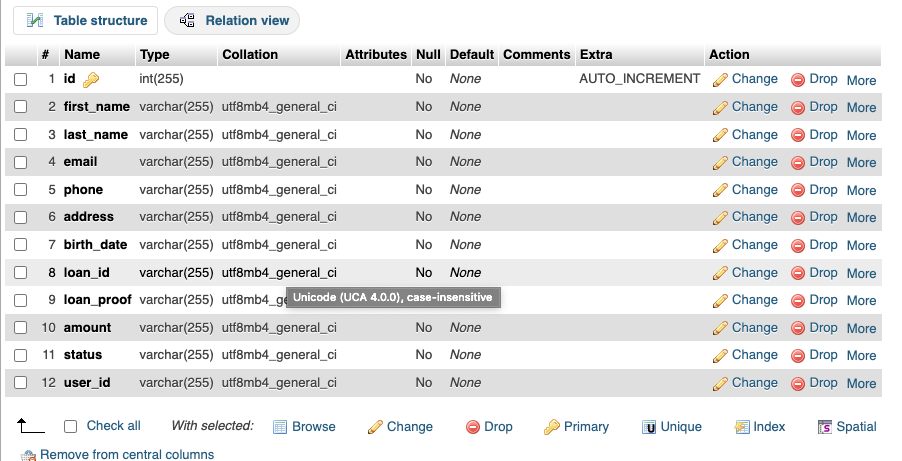 Table structure Relation view
# Name Type Collation Attributes Null Default Comments Extra Action
1 id int(255) No None AUTO_INCREMENT Change Drop More
2 first_name varchar(255) utf8mb4_general_ci No None Change Drop More
3 last_name varchar(255) utf8mb4_general_ci No None Change Drop More
4 email varchar(255) utf8mb4_general_ci No None Change Drop More
5 phone varchar(255) utf8mb4_general_ci No None Change Drop More
6 address varchar(255) utf8mb4_general_ci No None Change Drop More
7 birth_date varchar(255) utf8mb4_general_ci No None Change Drop More
8 loan_id varchar(255) utf8mb4_general_ci No None Change Drop More
Unicode (UCA 4.0.0), case-insensitive
9 loan_proof varchar(255) utf8mb4_ge No None Change Drop More
10 amount varchar(255) utf8mb4_general_ci No None Change Drop More
11 status varchar(255) utf8mb4_general_ci No None Change Drop More
12 user_id varchar(255) utf8mb4_general_ci No None Change Drop More
Check all With selected: Browse Change Drop Primary Unique Index Spatial
Remove from central columns